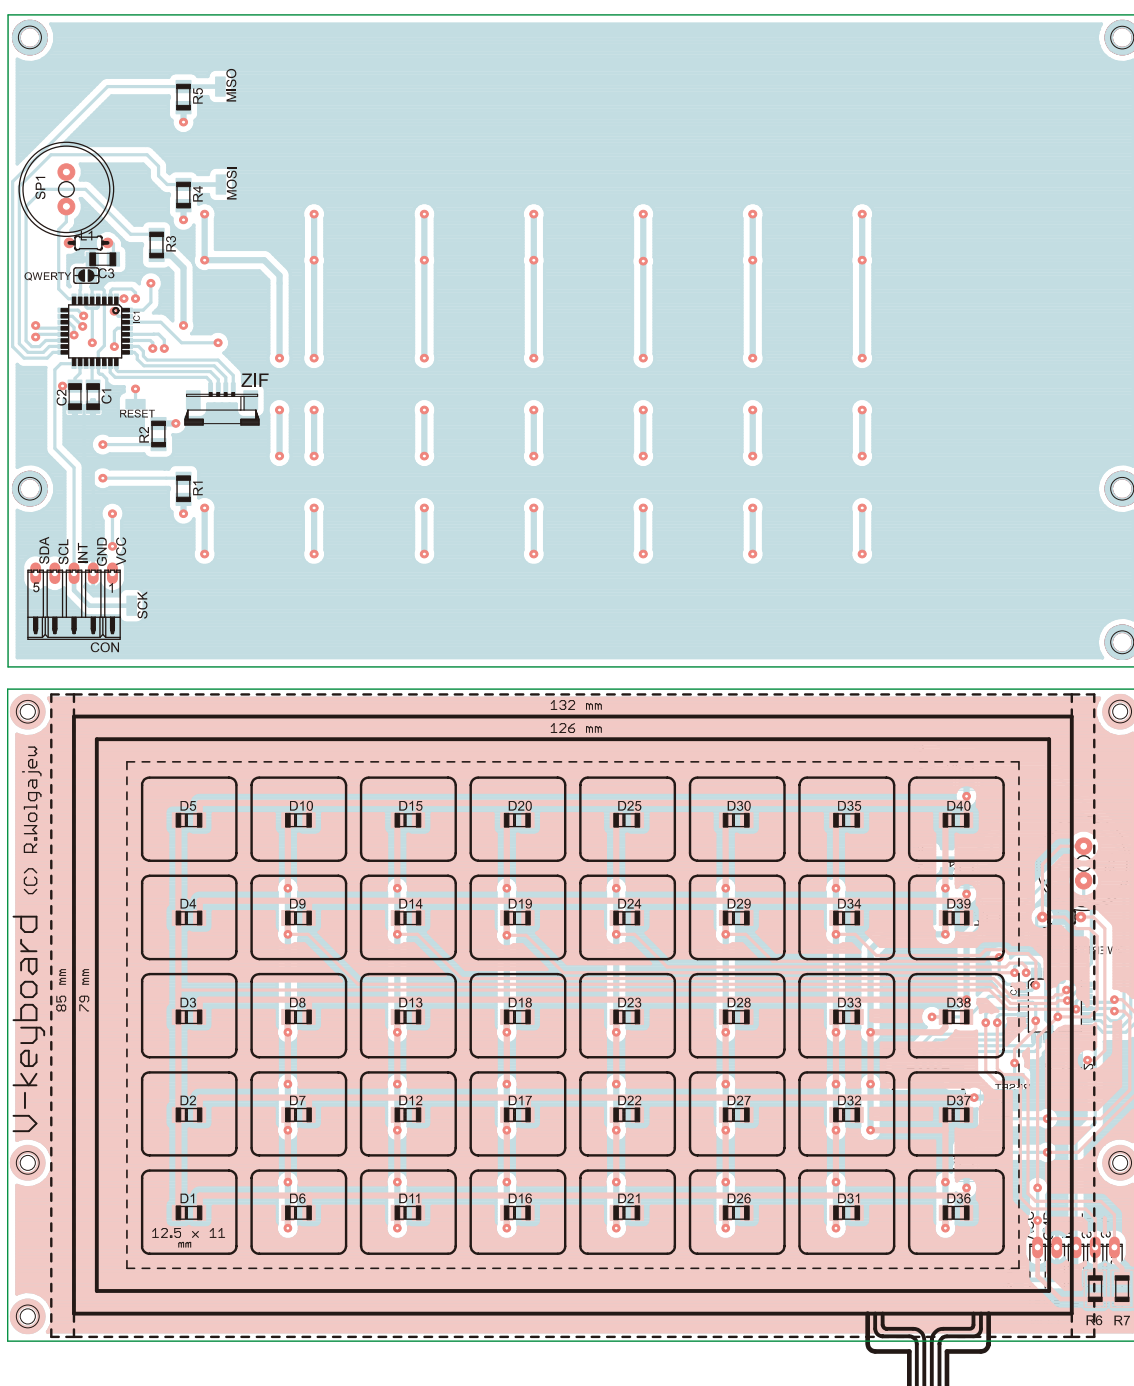 MISO
R5
SP1
MOSI
R4
L1
R3
QWERTY
C3
IC1
ZIF
C2
C1
RESET
R2
R1
SDA
SCL
INT
GND
VCC
5
1
SCK
CON
132 mm
126 mm
V-keyboard (C) R.Wolgajew
85 mm
79 mm
D5 D10 D15 D20 D25 D30 D35 D40
D4 D9 D14 D19 D24 D29 D34 D39
D3 D8 D13 D18 D23 D28 D33 D38
D2 D7 D12 D17 D22 D27 D32 D37
D1 D6 D11 D16 D21 D26 D31 D36
12.5 × 11
mm
R6 R7